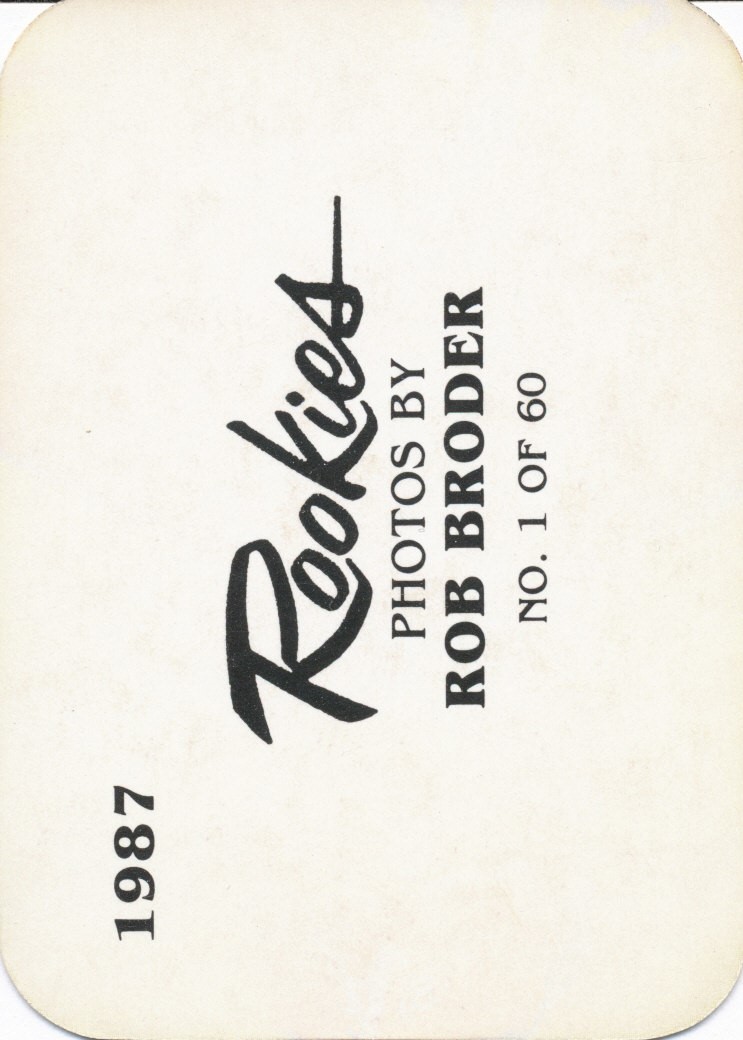 1987
Rookies
PHOTOS BY
ROB BRODER
NO. 1 OF 60